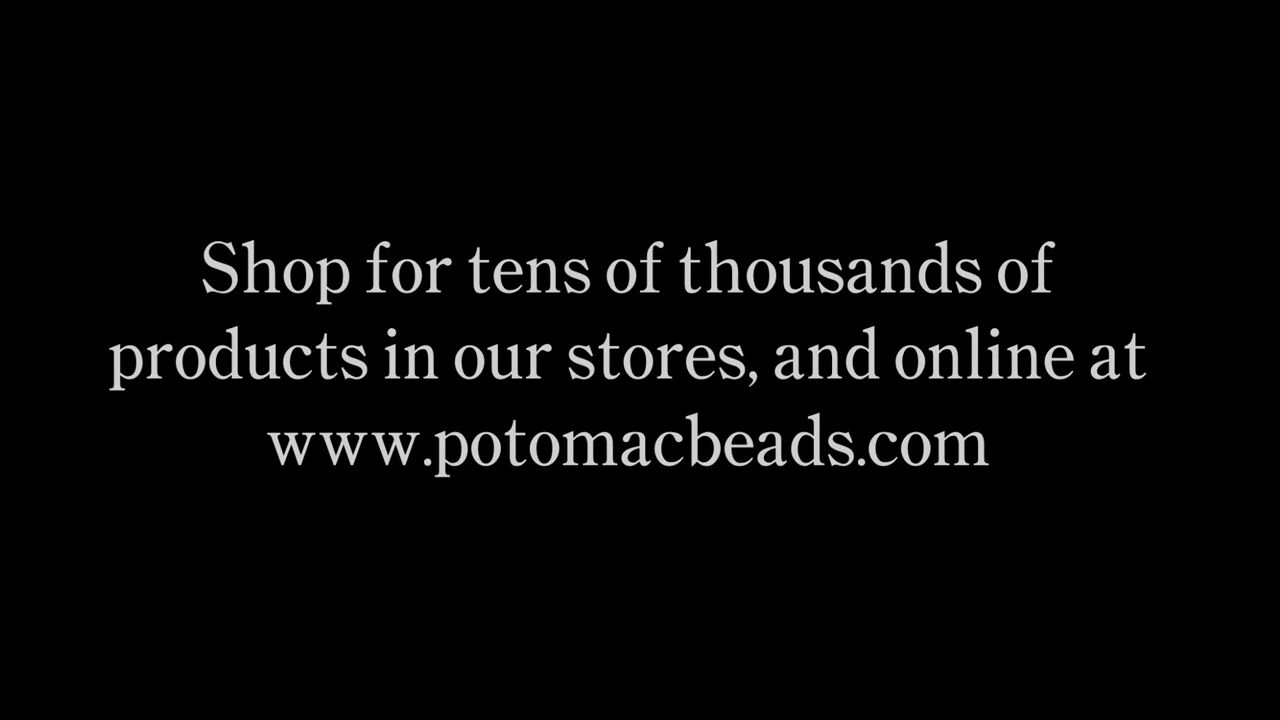 Shop for tens of thousands of
products in our stores, and online at
www.potomacbeads.com